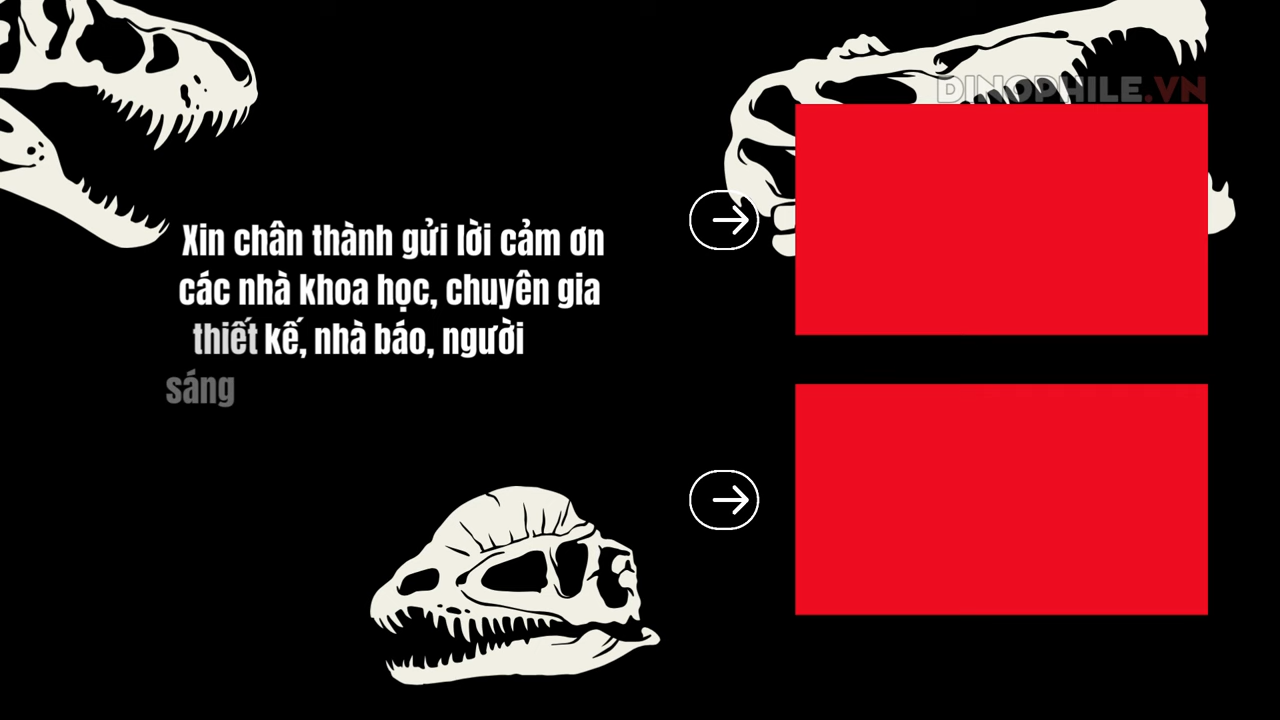 DINOPHILE.VN
Xin chân thành gửi lời cảm ơn
các nhà khoa học, chuyên gia
thiết kế, nhà báo, người
sáng